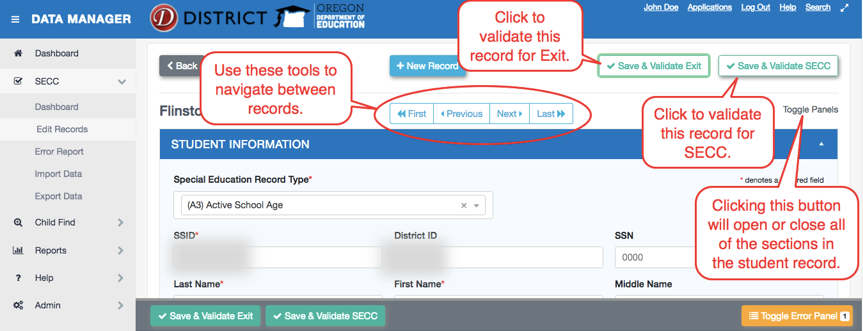 DATA MANAGER
DISTRICT
OREGON
DEPARTMENT OF
EDUCATION
John Doe Applications Log Out Help Search
Dashboard
SECC
Dashboard
Edit Records
Error Report
Import Data
Export Data
Child Find
Reports
Help
Admin
Back
New Record
Click to
validate this
record for Exit.
Save & Validate Exit
Save & Validate SECC
Use these tools to
navigate between
records.
First Previous Next Last
Click to validate
this record for
SECC.
Toggle Panels
STUDENT INFORMATION
Special Education Record Type*
* denotes a
field
(A3) Active School Age
Clicking this button
will open or close all
of the sections in
the student record.
SSID* District ID SSN
0000
Last Name* First Name* Middle Name
Save & Validate Exit Save & Validate SECC Toggle Error Panel 1